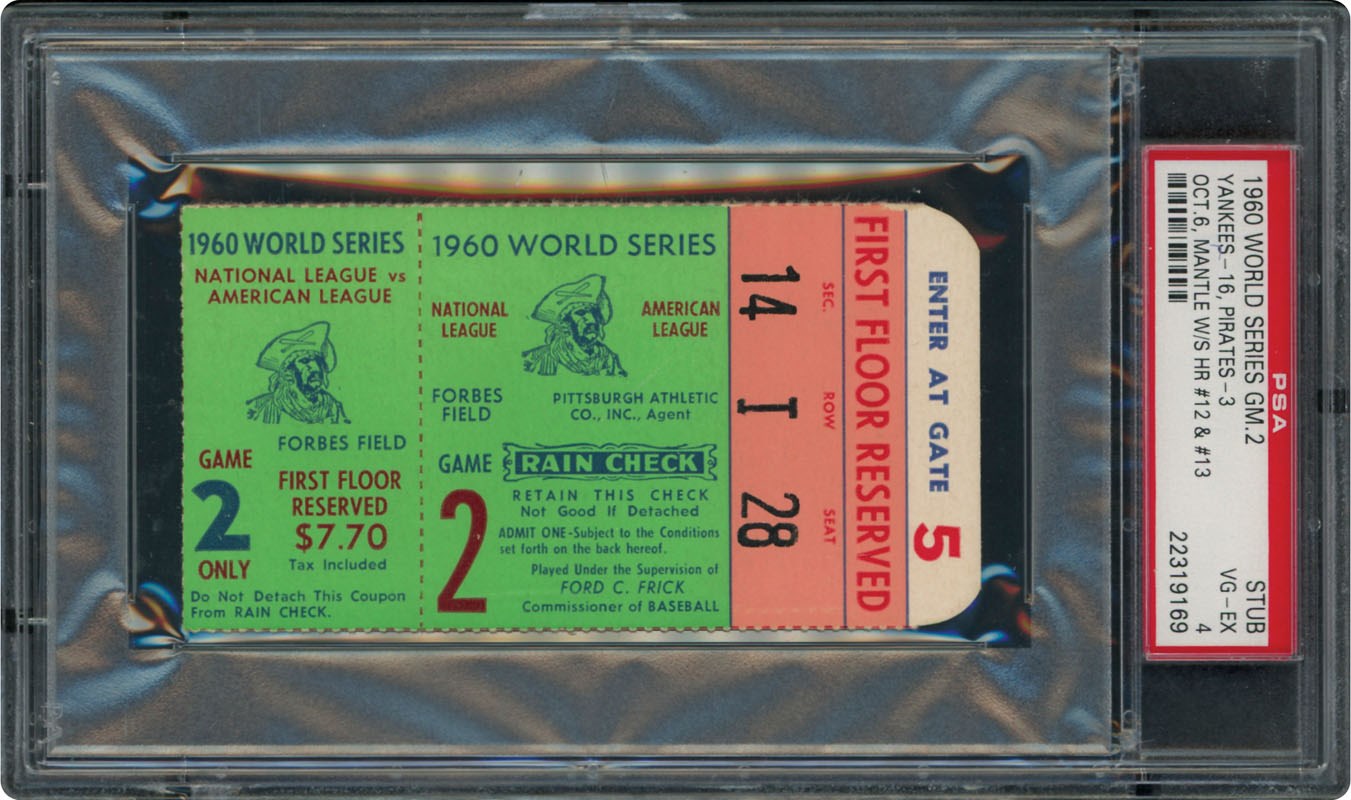 1960 WORLD SERIES
NATIONAL LEAGUE vs
AMERICAN LEAGUE
FORBES FIELD
GAME
2
ONLY
FIRST FLOOR
RESERVED
$7.70
Tax Included
Do Not Detach This Coupon
From RAIN CHECK.
1960 WORLD SERIES
NATIONAL
LEAGUE
AMERICAN
LEAGUE
FORBES
FIELD
PITTSBURGH ATHLETIC
CO., INC., Agent
GAME
2
RAIN CHECK
RETAIN THIS CHECK
Not Good If Detached
ADMIT ONE-Subject to the Conditions
set forth on the back hereof.
Played Under the Supervision of
FORD C. FRICK
Commissioner of BASEBALL
SEC. ROW SEAT
14 I 28
FIRST FLOOR RESERVED
ENTER AT GATE 5
PSA
1960 WORLD SERIES GM.2 STUB
YANKEES-16, PIRATES-3 VG-EX
OCT.6, MANTLE W/S HR #12 & #13 4
22319169